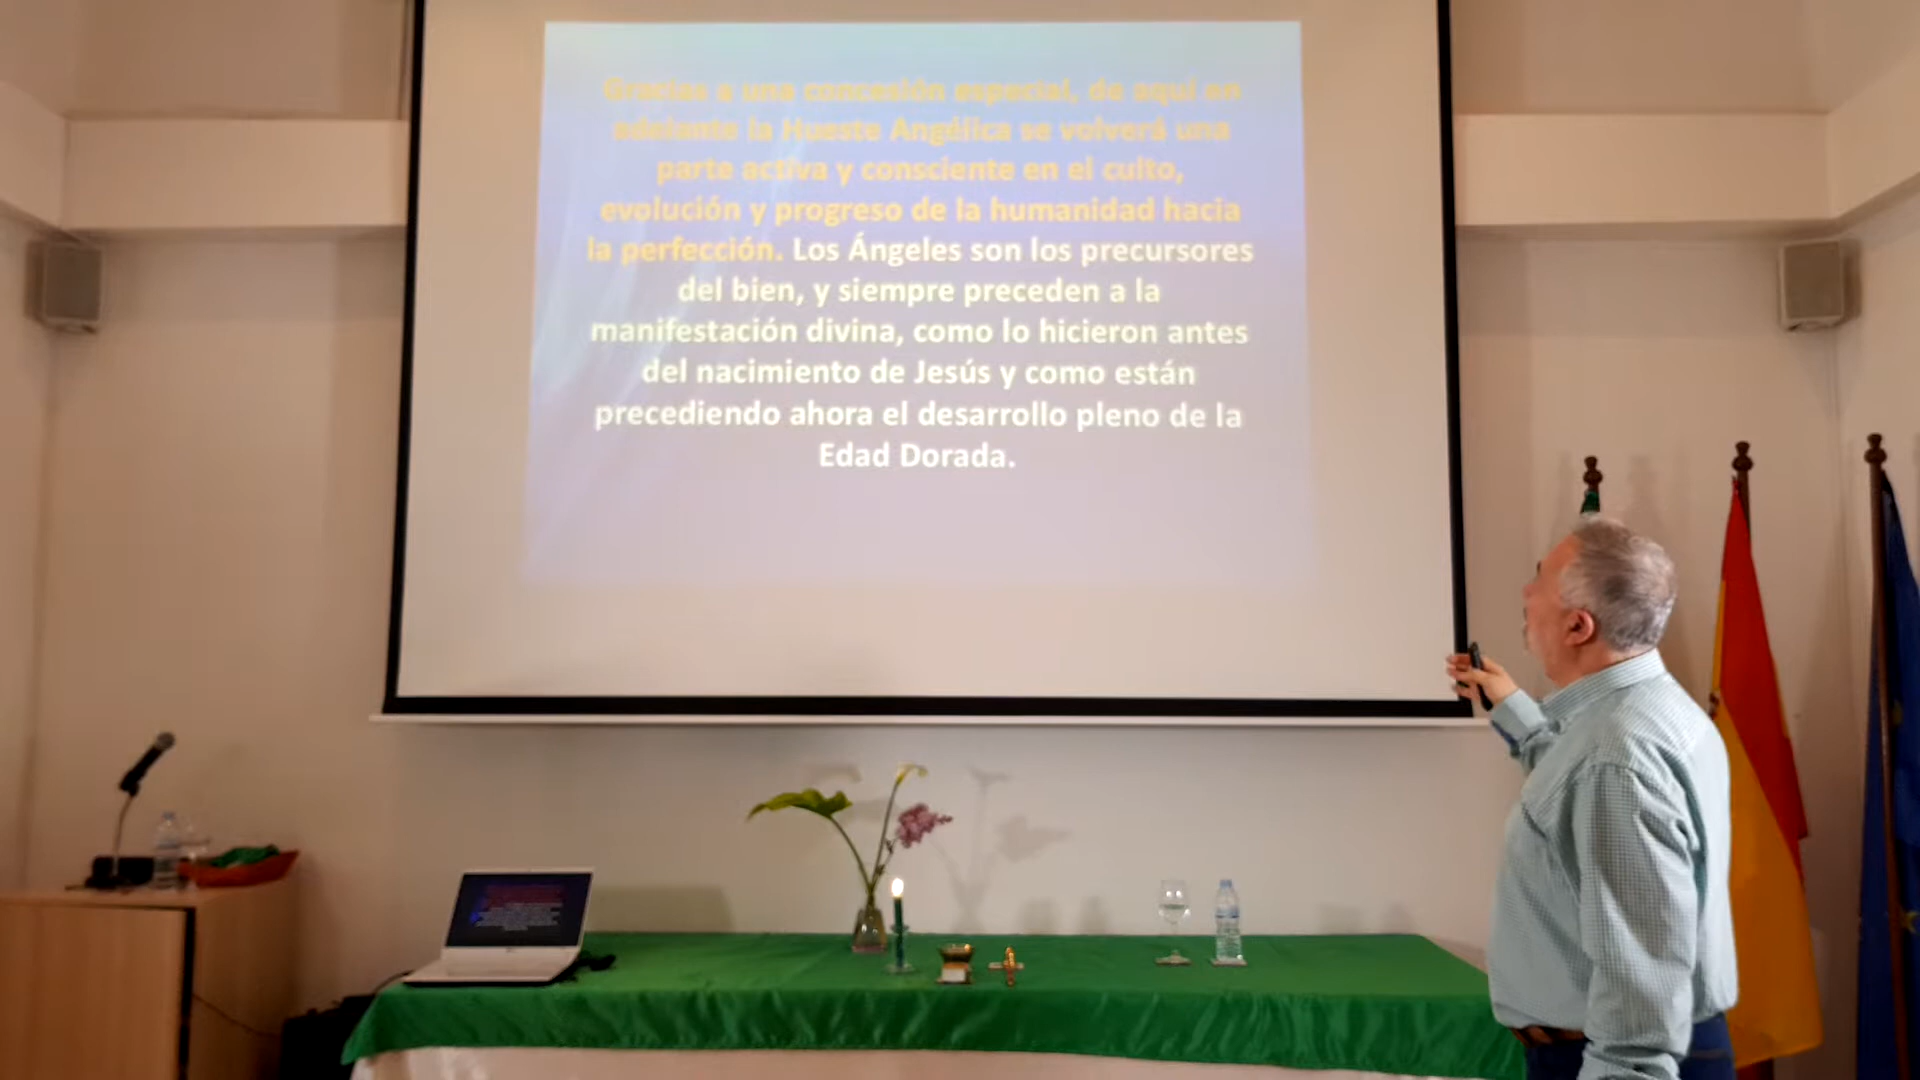 Gracias a una concesión especial, de aquí en
adelante la Hueste Angélica se volverá una
parte activa y consciente en el culto,
evolución y progreso de la humanidad hacia
la perfección. Los Ángeles son los precursores
del bien, y siempre preceden a la
manifestación divina, como lo hicieron antes
del nacimiento de Jesús y como están
precediendo ahora el desarrollo pleno de la
Edad Dorada.